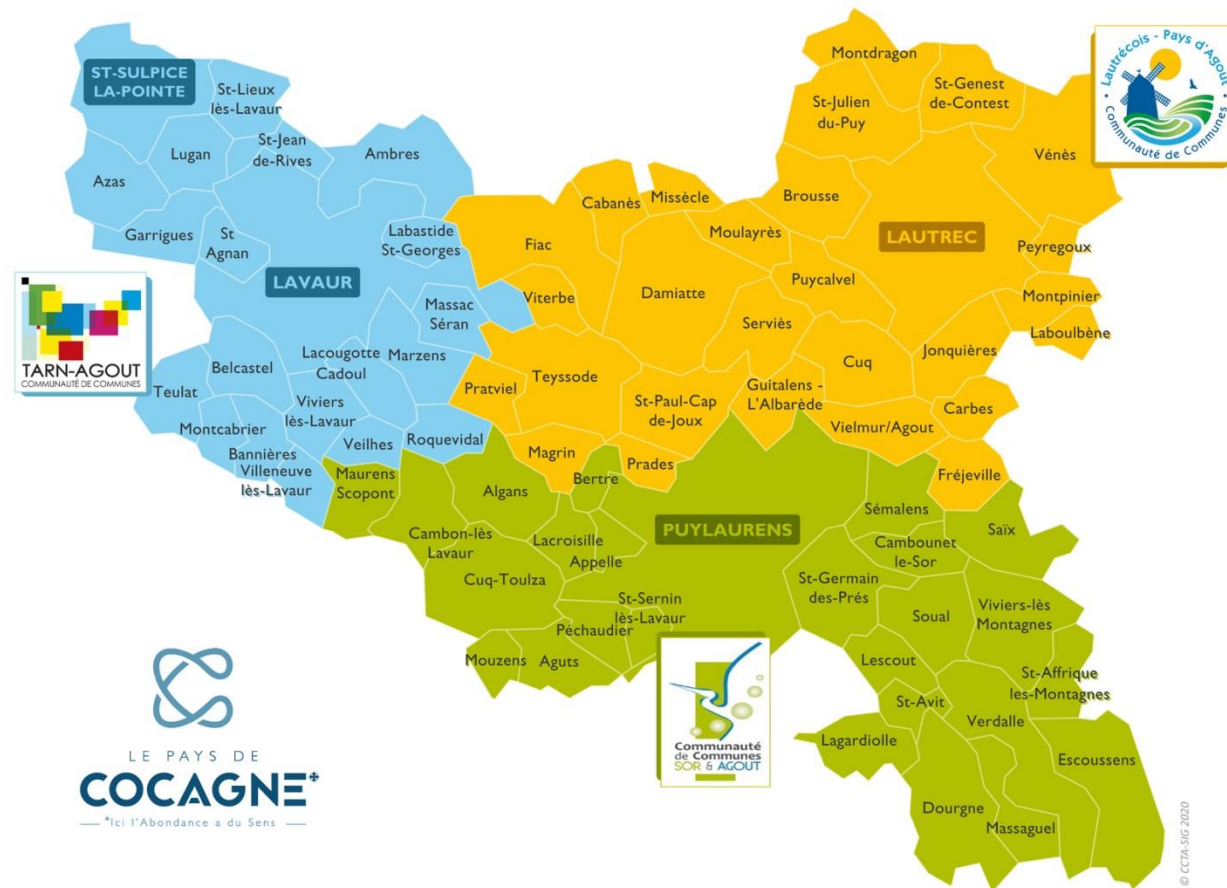 Montdragon
ST-SULPICE
LA-POINTE
St-Lieux
lès-Lavaur
St-Genest
de-Contest
Lautrécois - Pays d'Agout
Communauté de Communes
St-Julien
du-Puy
Lugan
St-Jean
de-Rives
Ambres
Vénès
Azas
Cabanès
Missècle
Brousse
Garrigues
St
Agnan
Labastide
St-Georges
Fiac
Moulayrès
LAUTREC
Peyregoux
LAVAUR
Puycalvel
Viterbe
Damiatte
Montpinier
Massac
Séran
Serviès
Laboulbène
TARN-AGOUT
COMMUNAUTÉ DE COMMUNES
Lacougotte
Cadoul
Marzens
Jonquières
Belcastel
Cuq
Teulat
Teyssode
Pratviel
Guitalens -
L'Albarède
Viviers
lès-Lavaur
St-Paul-Cap
de-Joux
Carbes
Montcabrier
Vielmur/Agout
Veilhes
Roquevidal
Bannières
Magrin
Prades
Villeneuve
lès-Lavaur
Maurens
Scopont
Bertre
Fréjeville
Algans
Sémalens
PUYLAURENS
Saïx
Cambon-lès
Lavaur
Lacroisille
Cambounet
le-Sor
Appelle
Cuq-Toulza
St-Germain
des-Prés
St-Sernin
lès-Lavaur
Viviers-lès
Montagnes
Soual
Péchaudier
Mouzens
Aguts
Lescout
St-Affrique
les-Montagnes
St-Avit
Verdalle
Lagardiolle
Communauté
de Communes
SOR & AGOUT
Escoussens
LE PAYS DE
COCAGNE*
*Ici l'Abondance a du Sens
Dourgne
Massaguel
© CCTA-SIG 2020